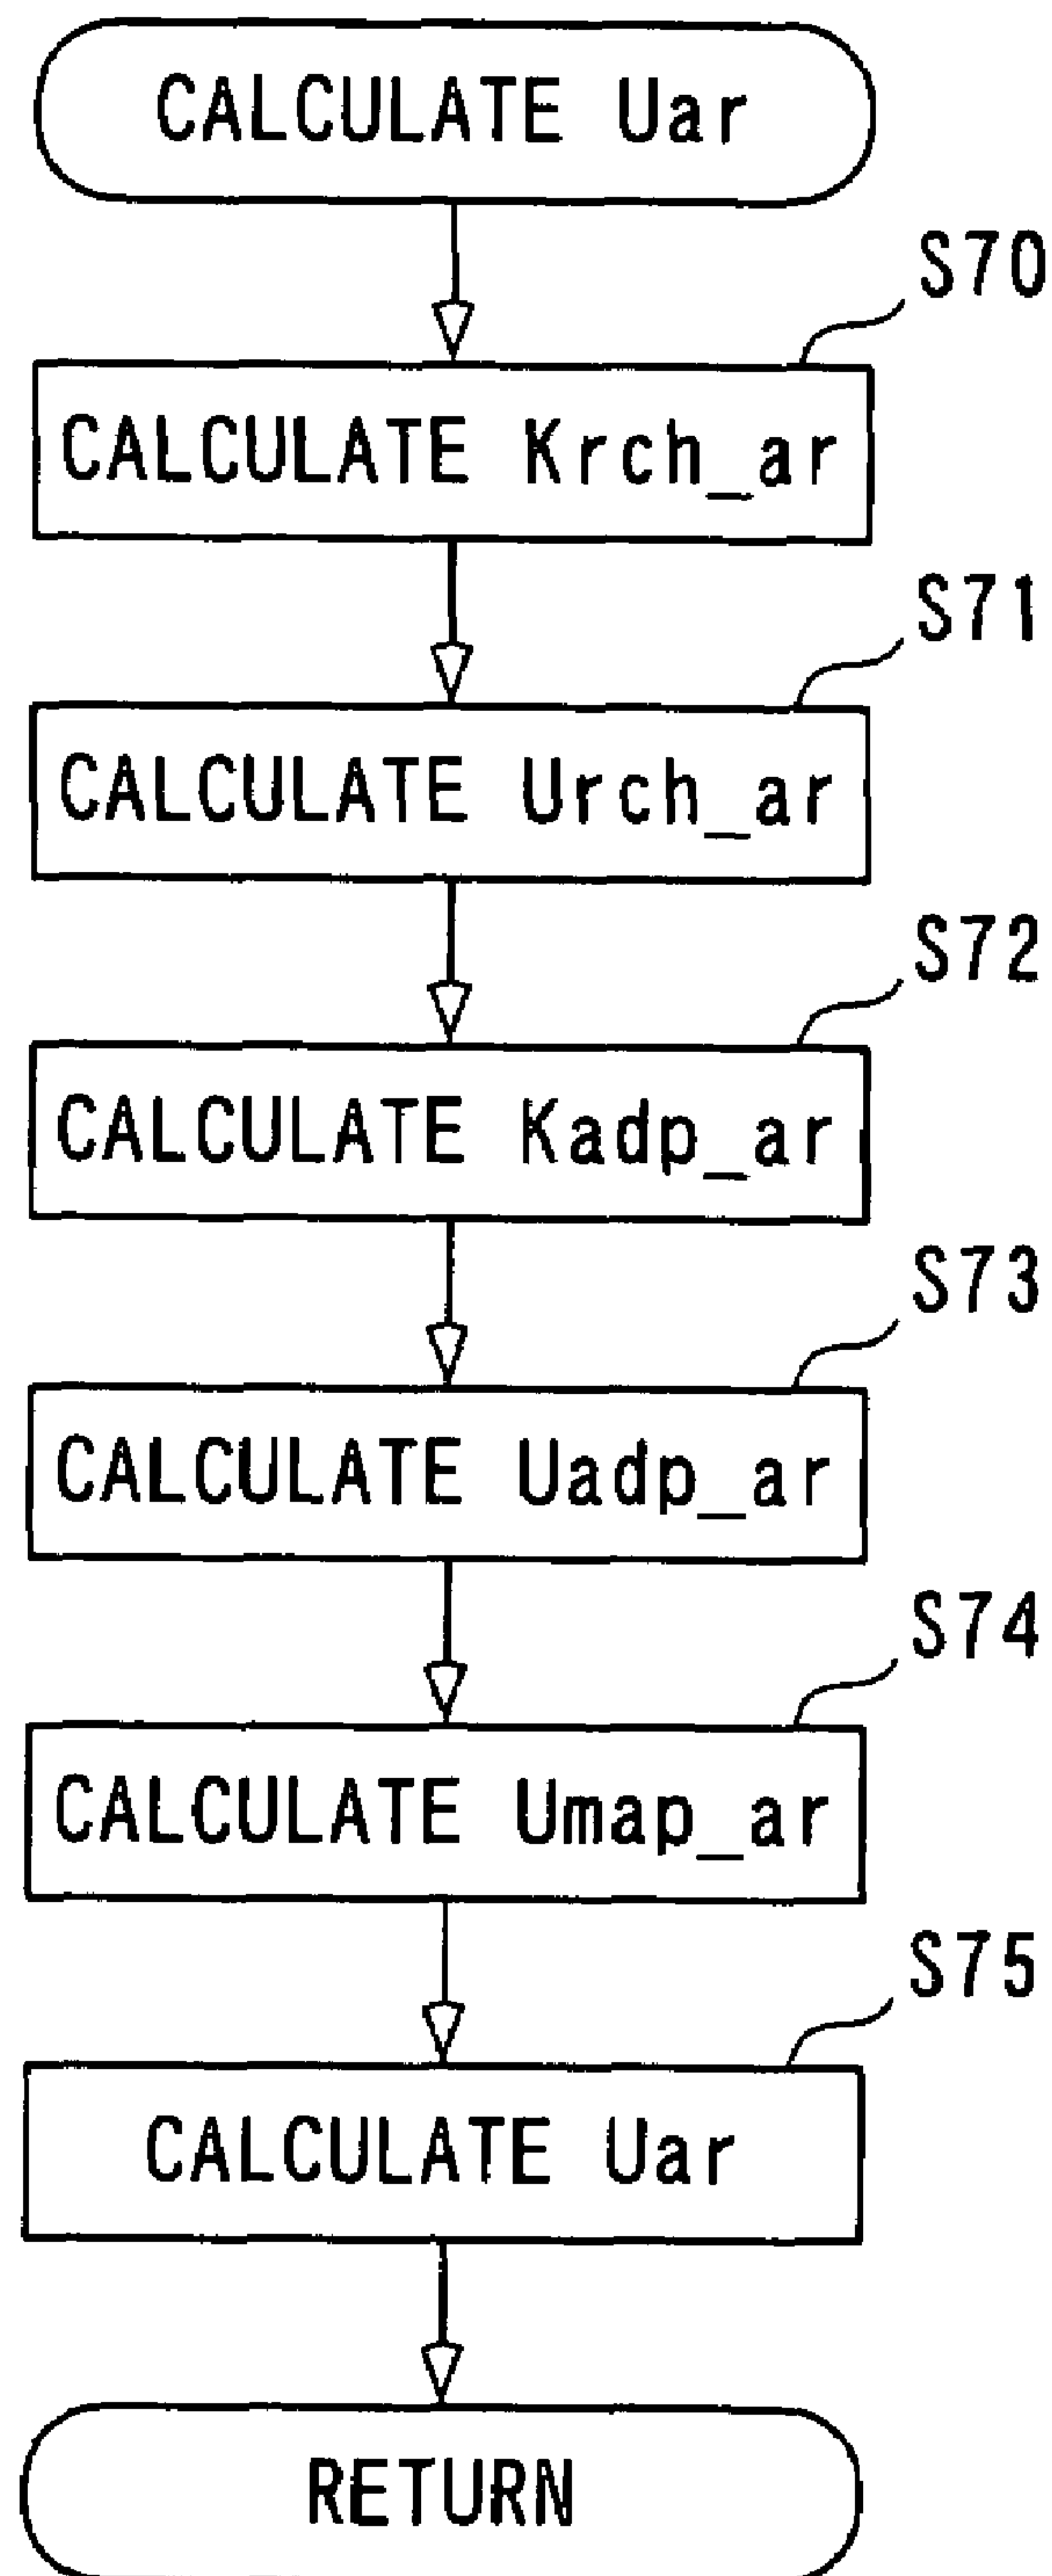 CALCULATE Uar
S70
CALCULATE Krch_ar
S71
CALCULATE Urch_ar
S72
CALCULATE Kadp_ar
S73
CALCULATE Uadp_ar
S74
CALCULATE Umap_ar
S75
CALCULATE Uar
RETURN